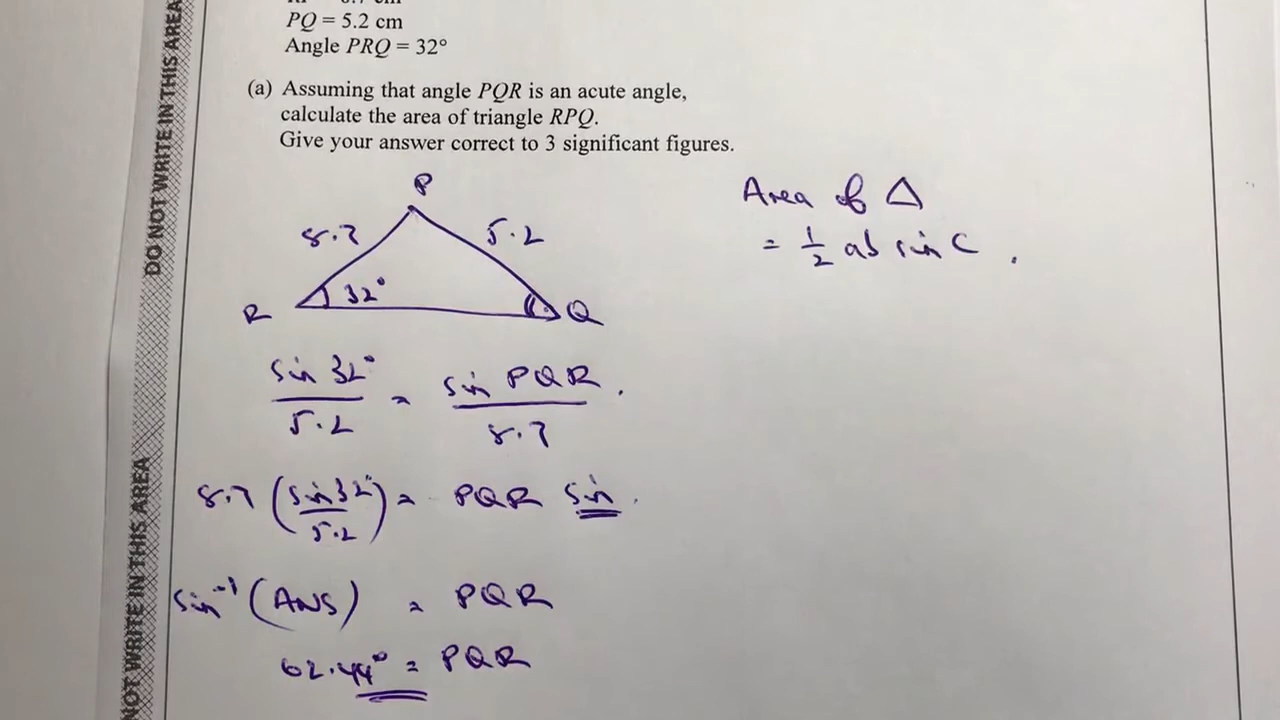 PQ = 5.2 cm
Angle PRQ = 32°
(a) Assuming that angle PQR is an acute angle,
calculate the area of triangle RPQ.
Give your answer correct to 3 significant figures.
DO NOT WRITE IN THIS AREA
NOT WRITE IN THIS AREA
P
8.7
5.2
R
32°
Q
sin 32° / 5.2 = sin PQR / 8.7 .
8.7 (sin 32° / 5.2) = PQR sin .
sin⁻¹ (ANS) = PQR
62.44° = PQR
Area of Δ
= 1/2 ab sin C .